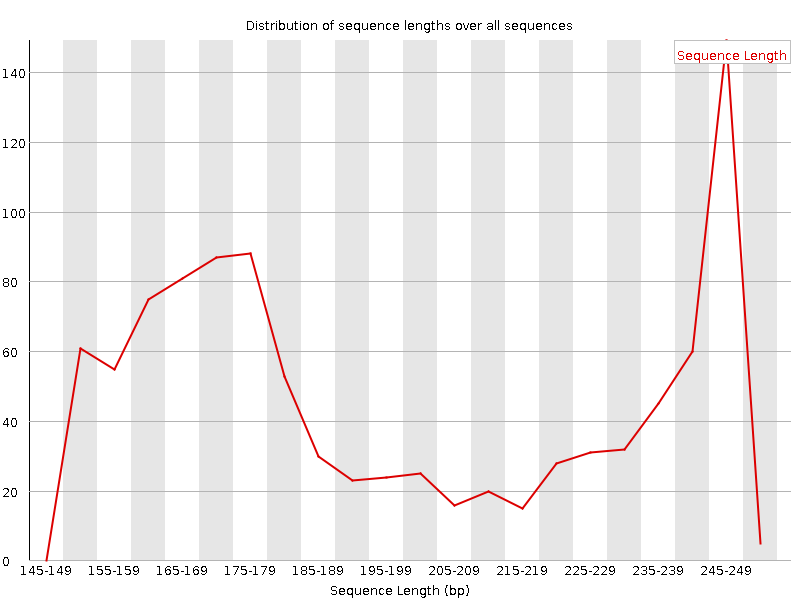 Distribution of sequence lengths over all sequences
Sequence Length
140
120
100
80
60
40
20
0
145-149 155-159 165-169 175-179 185-189 195-199 205-209 215-219 225-229 235-239 245-249
Sequence Length (bp)